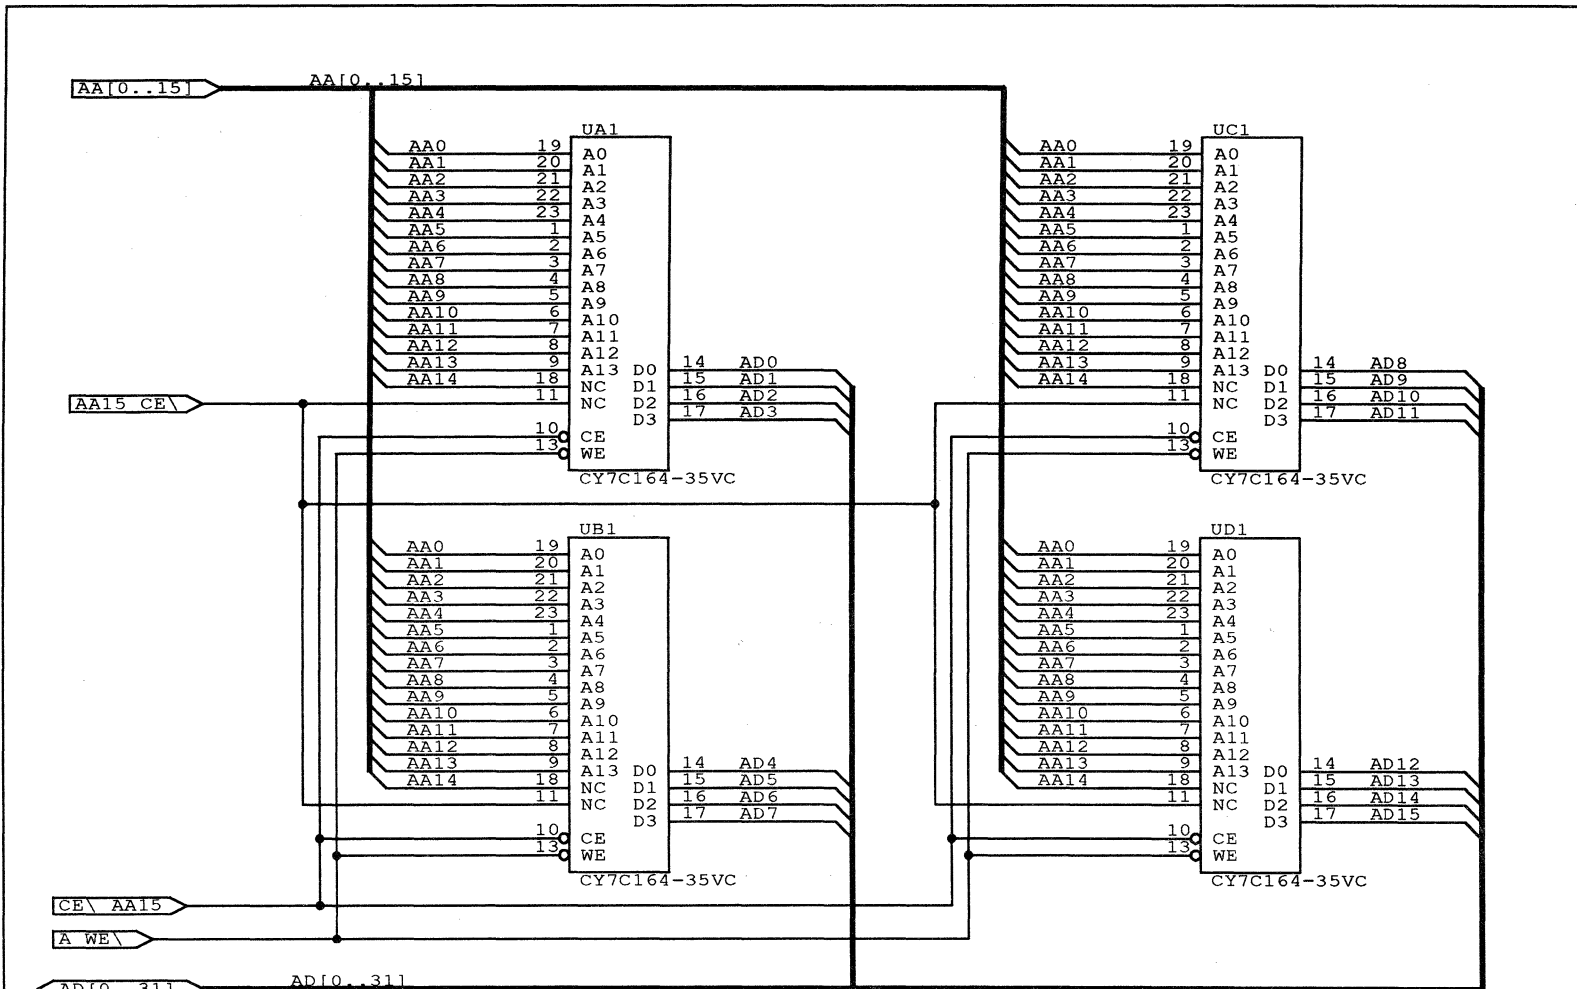 AA[0..15] AA[0..15]
UA1
AA0 19 A0
AA1 20 A1
AA2 21 A2
AA3 22 A3
AA4 23 A4
AA5 1 A5
AA6 2 A6
AA7 3 A7
AA8 4 A8
AA9 5 A9
AA10 6 A10
AA11 7 A11
AA12 8 A12
AA13 9 A13 D0 14 AD0
AA14 18 NC D1 15 AD1
11 NC D2 16 AD2
D3 17 AD3
10 CE
13 WE
CY7C164-35VC
UC1
AA0 19 A0
AA1 20 A1
AA2 21 A2
AA3 22 A3
AA4 23 A4
AA5 1 A5
AA6 2 A6
AA7 3 A7
AA8 4 A8
AA9 5 A9
AA10 6 A10
AA11 7 A11
AA12 8 A12
AA13 9 A13 D0 14 AD8
AA14 18 NC D1 15 AD9
11 NC D2 16 AD10
D3 17 AD11
10 CE
13 WE
CY7C164-35VC
AA15 CE\
UB1
AA0 19 A0
AA1 20 A1
AA2 21 A2
AA3 22 A3
AA4 23 A4
AA5 1 A5
AA6 2 A6
AA7 3 A7
AA8 4 A8
AA9 5 A9
AA10 6 A10
AA11 7 A11
AA12 8 A12
AA13 9 A13 D0 14 AD4
AA14 18 NC D1 15 AD5
11 NC D2 16 AD6
D3 17 AD7
10 CE
13 WE
CY7C164-35VC
UD1
AA0 19 A0
AA1 20 A1
AA2 21 A2
AA3 22 A3
AA4 23 A4
AA5 1 A5
AA6 2 A6
AA7 3 A7
AA8 4 A8
AA9 5 A9
AA10 6 A10
AA11 7 A11
AA12 8 A12
AA13 9 A13 D0 14 AD12
AA14 18 NC D1 15 AD13
11 NC D2 16 AD14
D3 17 AD15
10 CE
13 WE
CY7C164-35VC
CE\ AA15
A WE\
AD[0..31] AD[0..31]